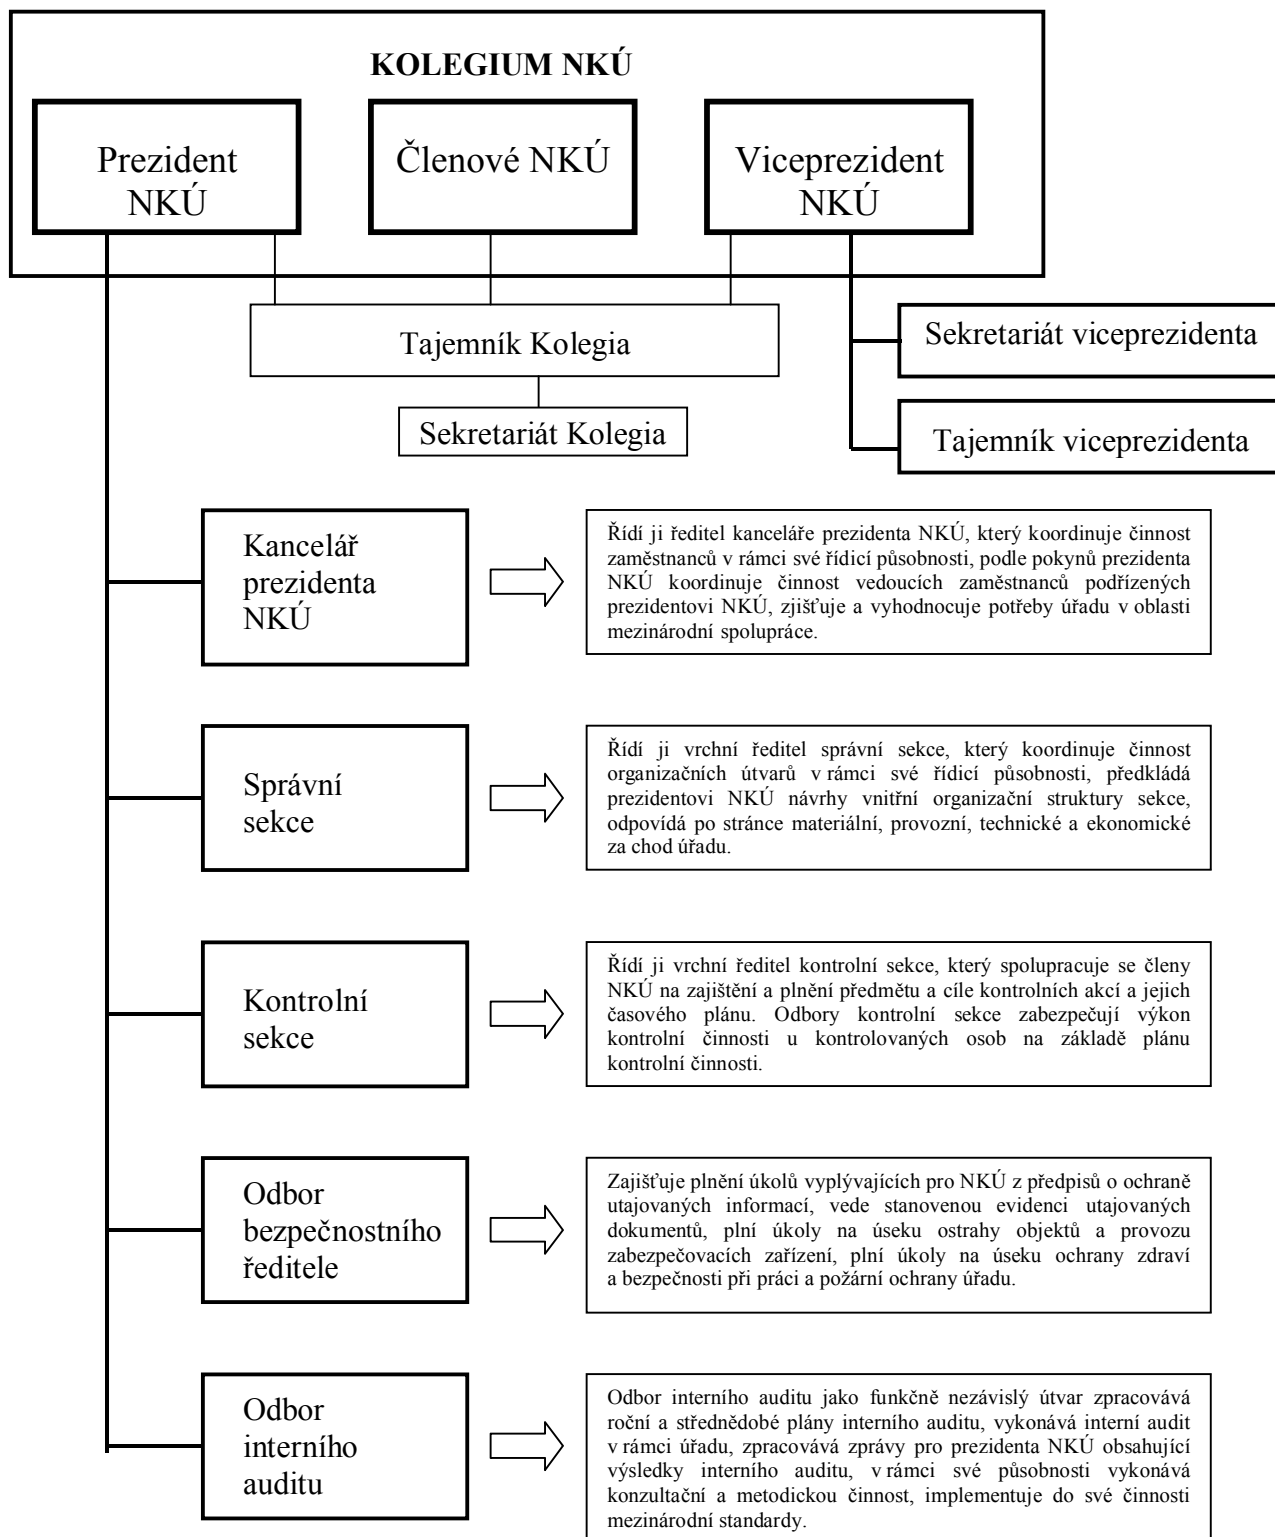 KOLEGIUM NKÚ
Prezident
NKÚ
Členové NKÚ
Viceprezident
NKÚ
Tajemník Kolegia
Sekretariát viceprezidenta
Sekretariát Kolegia
Tajemník viceprezidenta
Kancelář
prezidenta
NKÚ
Řídí ji ředitel kanceláře prezidenta NKÚ, který koordinuje činnost
zaměstnanců v rámci své řídicí působnosti, podle pokynů prezidenta
NKÚ koordinuje činnost vedoucích zaměstnanců podřízených
prezidentovi NKÚ, zjišťuje a vyhodnocuje potřeby úřadu v oblasti
mezinárodní spolupráce.
Správní
sekce
Řídí ji vrchní ředitel správní sekce, který koordinuje činnost
organizačních útvarů v rámci své řídicí působnosti, předkládá
prezidentovi NKÚ návrhy vnitřní organizační struktury sekce,
odpovídá po stránce materiální, provozní, technické a ekonomické
za chod úřadu.
Kontrolní
sekce
Řídí ji vrchní ředitel kontrolní sekce, který spolupracuje se členy
NKÚ na zajištění a plnění předmětu a cíle kontrolních akcí a jejich
časového plánu. Odbory kontrolní sekce zabezpečují výkon
kontrolní činnosti u kontrolovaných osob na základě plánu
kontrolní činnosti.
Odbor
bezpečnostního
ředitele
Zajišťuje plnění úkolů vyplývajících pro NKÚ z předpisů o ochraně
utajovaných informací, vede stanovenou evidenci utajovaných
dokumentů, plní úkoly na úseku ostrahy objektů a provozu
zabezpečovacích zařízení, plní úkoly na úseku ochrany zdraví
a bezpečnosti při práci a požární ochrany úřadu.
Odbor
interního
auditu
Odbor interního auditu jako funkčně nezávislý útvar zpracovává
roční a střednědobé plány interního auditu, vykonává interní audit
v rámci úřadu, zpracovává zprávy pro prezidenta NKÚ obsahující
výsledky interního auditu, v rámci své působnosti vykonává
konzultační a metodickou činnost, implementuje do své činnosti
mezinárodní standardy.